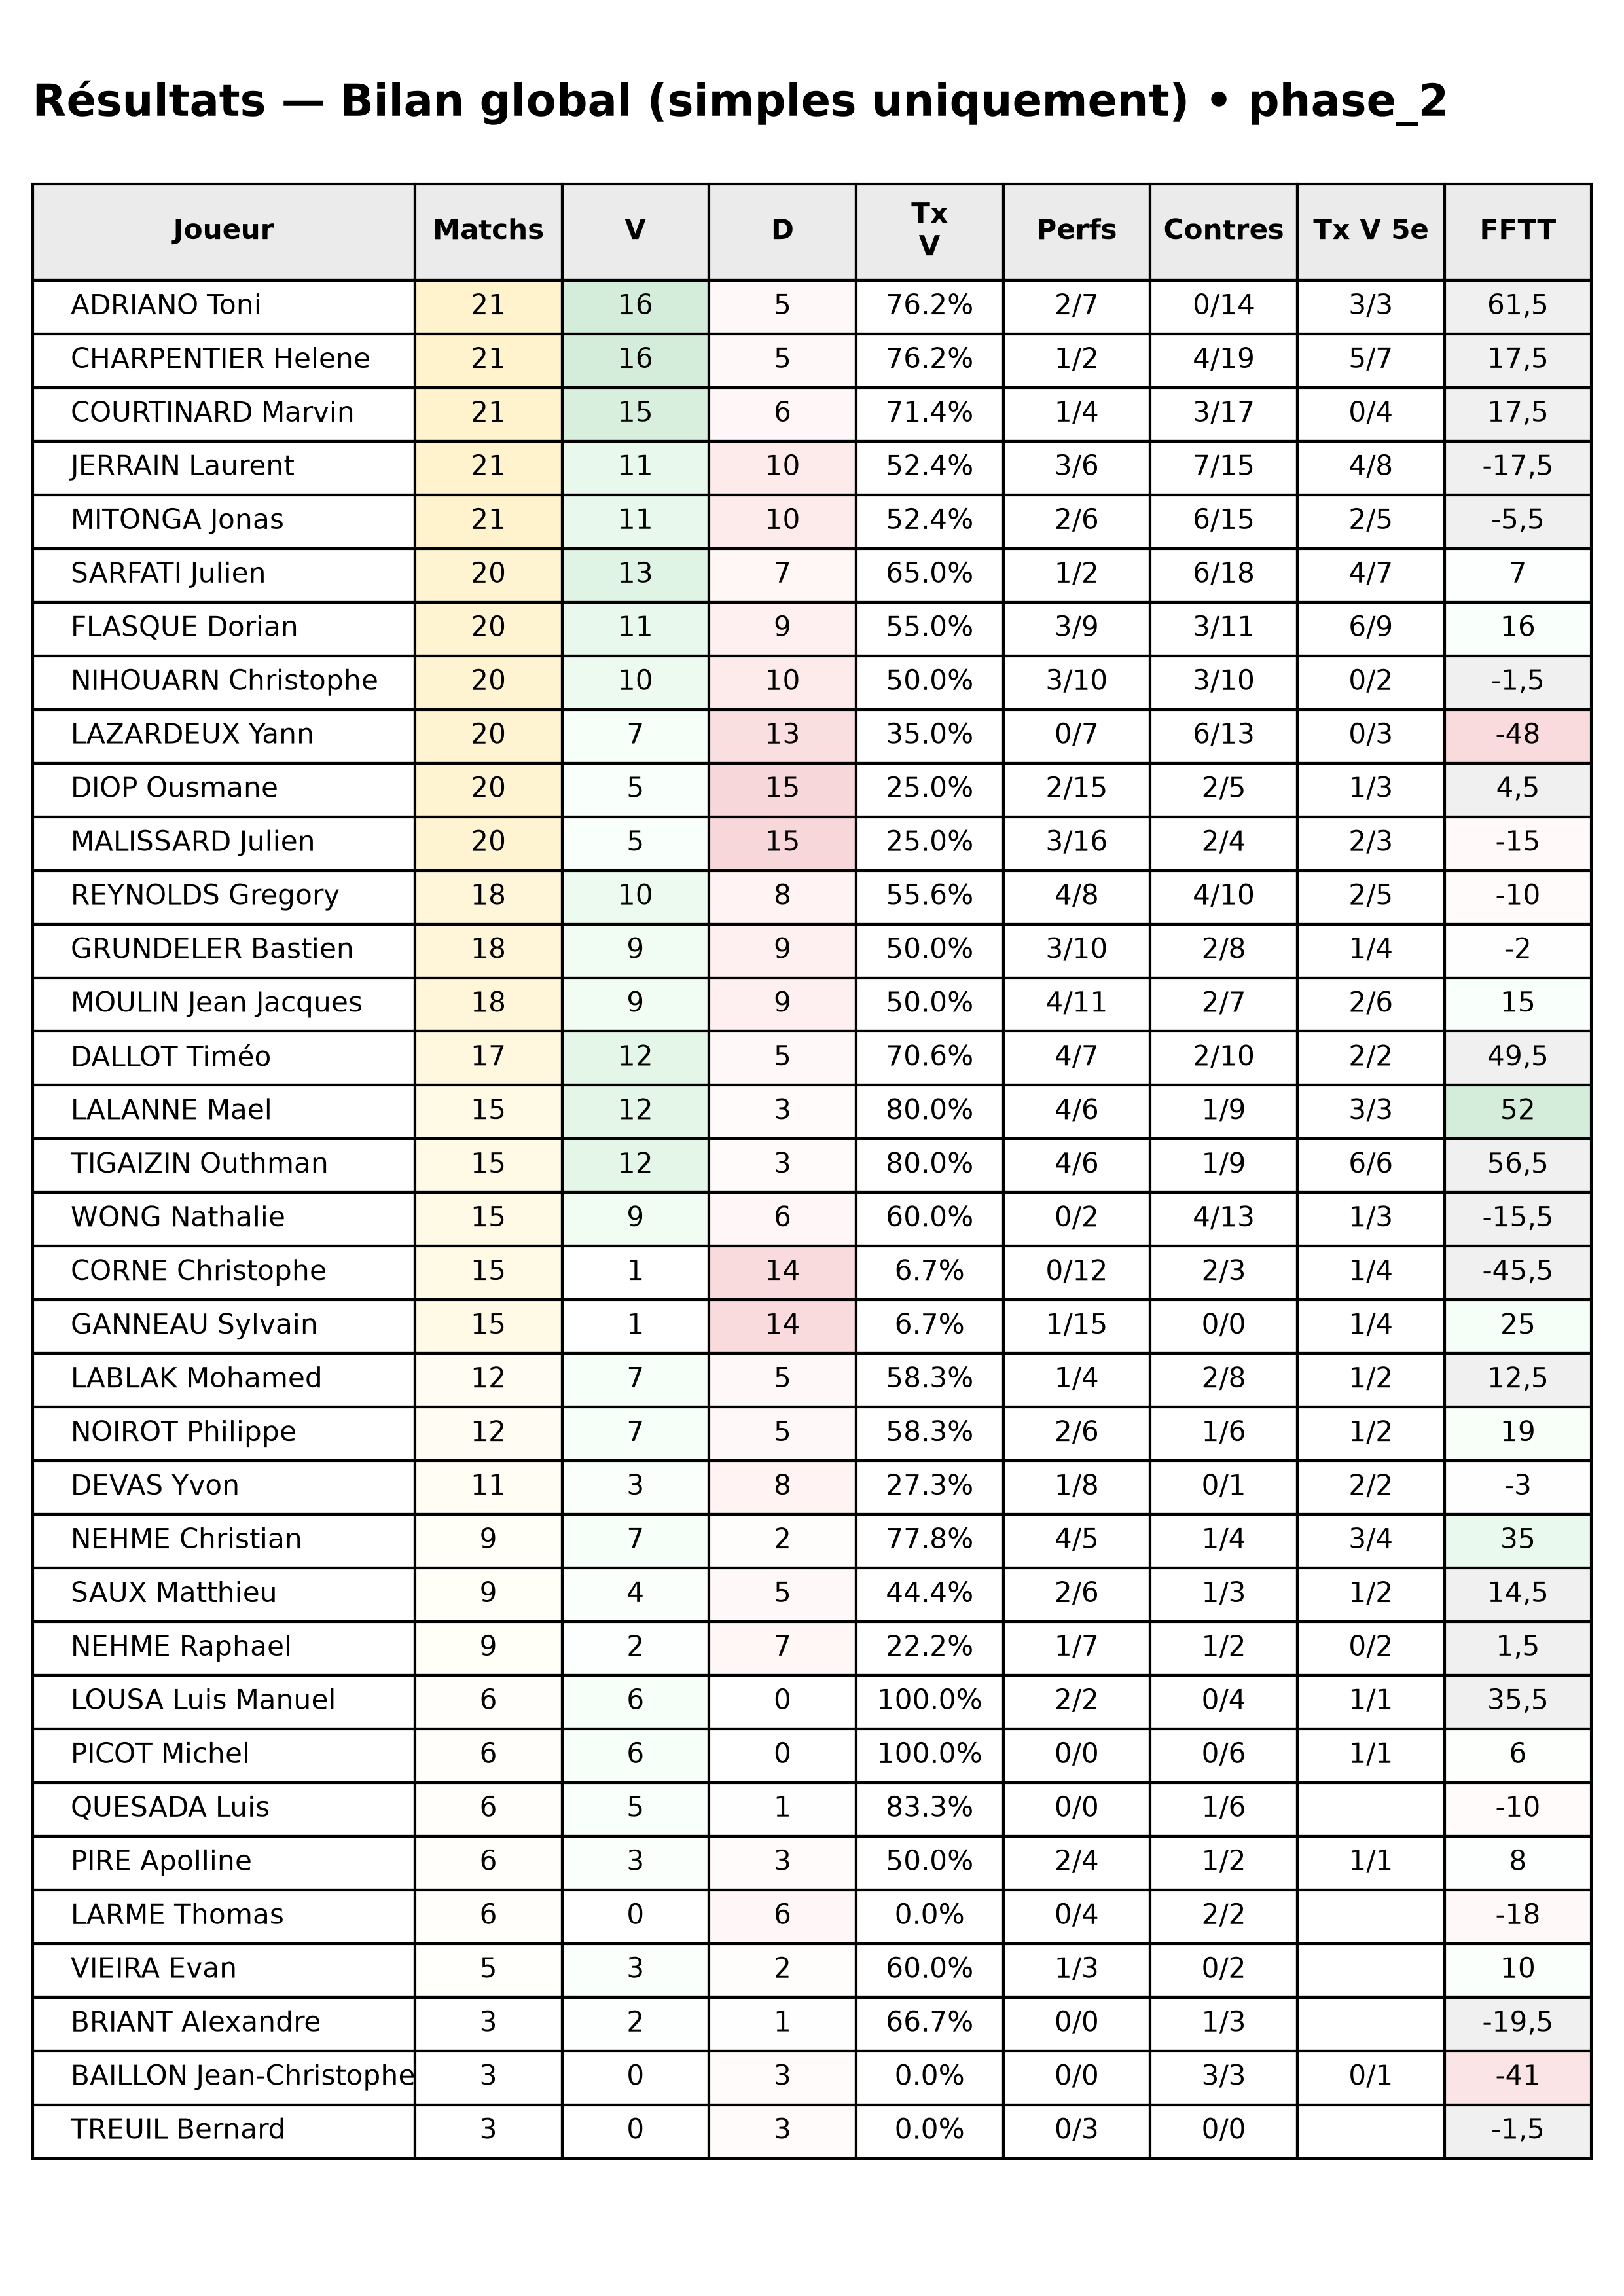 Résultats — Bilan global (simples uniquement) • phase_2
Joueur Matchs V D Tx V Perfs Contres Tx V 5e FFTT
ADRIANO Toni 21 16 5 76.2% 2/7 0/14 3/3 61,5
CHARPENTIER Helene 21 16 5 76.2% 1/2 4/19 5/7 17,5
COURTINARD Marvin 21 15 6 71.4% 1/4 3/17 0/4 17,5
JERRAIN Laurent 21 11 10 52.4% 3/6 7/15 4/8 -17,5
MITONGA Jonas 21 11 10 52.4% 2/6 6/15 2/5 -5,5
SARFATI Julien 20 13 7 65.0% 1/2 6/18 4/7 7
FLASQUE Dorian 20 11 9 55.0% 3/9 3/11 6/9 16
NIHOUARN Christophe 20 10 10 50.0% 3/10 3/10 0/2 -1,5
LAZARDEUX Yann 20 7 13 35.0% 0/7 6/13 0/3 -48
DIOP Ousmane 20 5 15 25.0% 2/15 2/5 1/3 4,5
MALISSARD Julien 20 5 15 25.0% 3/16 2/4 2/3 -15
REYNOLDS Gregory 18 10 8 55.6% 4/8 4/10 2/5 -10
GRUNDELER Bastien 18 9 9 50.0% 3/10 2/8 1/4 -2
MOULIN Jean Jacques 18 9 9 50.0% 4/11 2/7 2/6 15
DALLOT Timéo 17 12 5 70.6% 4/7 2/10 2/2 49,5
LALANNE Mael 15 12 3 80.0% 4/6 1/9 3/3 52
TIGAIZIN Outhman 15 12 3 80.0% 4/6 1/9 6/6 56,5
WONG Nathalie 15 9 6 60.0% 0/2 4/13 1/3 -15,5
CORNE Christophe 15 1 14 6.7% 0/12 2/3 1/4 -45,5
GANNEAU Sylvain 15 1 14 6.7% 1/15 0/0 1/4 25
LABLAK Mohamed 12 7 5 58.3% 1/4 2/8 1/2 12,5
NOIROT Philippe 12 7 5 58.3% 2/6 1/6 1/2 19
DEVAS Yvon 11 3 8 27.3% 1/8 0/1 2/2 -3
NEHME Christian 9 7 2 77.8% 4/5 1/4 3/4 35
SAUX Matthieu 9 4 5 44.4% 2/6 1/3 1/2 14,5
NEHME Raphael 9 2 7 22.2% 1/7 1/2 0/2 1,5
LOUSA Luis Manuel 6 6 0 100.0% 2/2 0/4 1/1 35,5
PICOT Michel 6 6 0 100.0% 0/0 0/6 1/1 6
QUESADA Luis 6 5 1 83.3% 0/0 1/6 -10
PIRE Apolline 6 3 3 50.0% 2/4 1/2 1/1 8
LARME Thomas 6 0 6 0.0% 0/4 2/2 -18
VIEIRA Evan 5 3 2 60.0% 1/3 0/2 10
BRIANT Alexandre 3 2 1 66.7% 0/0 1/3 -19,5
BAILLON Jean-Christophe 3 0 3 0.0% 0/0 3/3 0/1 -41
TREUIL Bernard 3 0 3 0.0% 0/3 0/0 -1,5